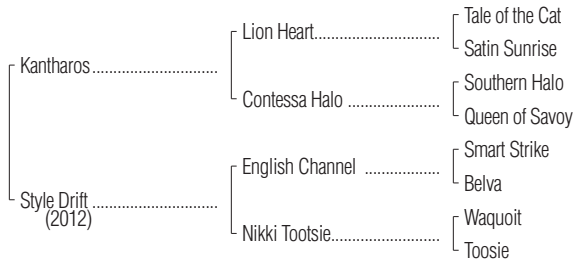 Tale of the Cat
Lion Heart..................................
Satin Sunrise
Kantharos..................................
Southern Halo
Contessa Halo .........................
Queen of Savoy
Smart Strike
English Channel ....................
Belva
Style Drift..................................
(2012)
Waquoit
Nikki Tootsie.............................
Toosie